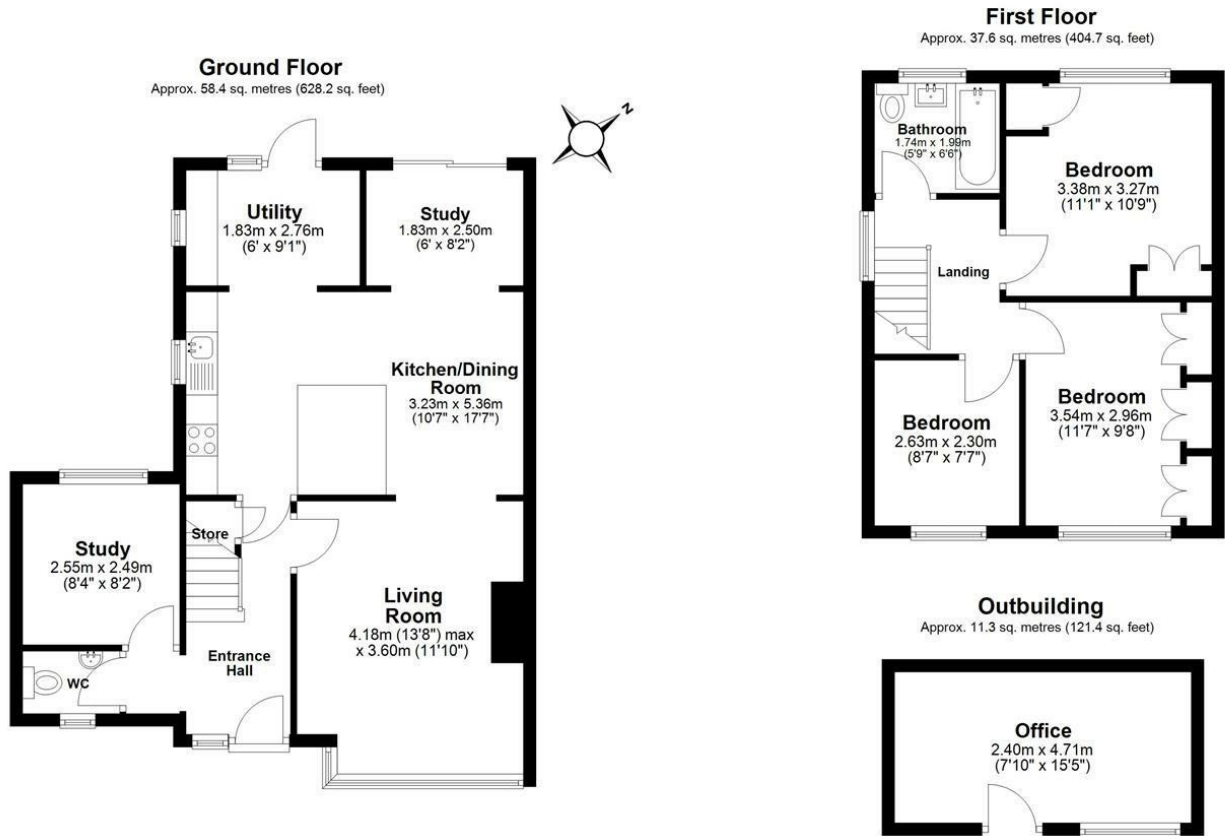 Ground Floor
Approx. 58.4 sq. metres (628.2 sq. feet)
N
Utility
1.83m x 2.76m
(6' x 9'1")
Study
1.83m x 2.50m
(6' x 8'2")
Kitchen/Dining
Room
3.23m x 5.36m
(10'7" x 17'7")
Store
Study
2.55m x 2.49m
(8'4" x 8'2")
Living
Room
4.18m (13'8") max
x 3.60m (11'10")
Entrance
Hall
WC
First Floor
Approx. 37.6 sq. metres (404.7 sq. feet)
Bathroom
1.74m x 1.99m
(5'9" x 6'6")
Bedroom
3.38m x 3.27m
(11'1" x 10'9")
Landing
Bedroom
3.54m x 2.96m
(11'7" x 9'8")
Bedroom
2.63m x 2.30m
(8'7" x 7'7")
Outbuilding
Approx. 11.3 sq. metres (121.4 sq. feet)
Office
2.40m x 4.71m
(7'10" x 15'5")